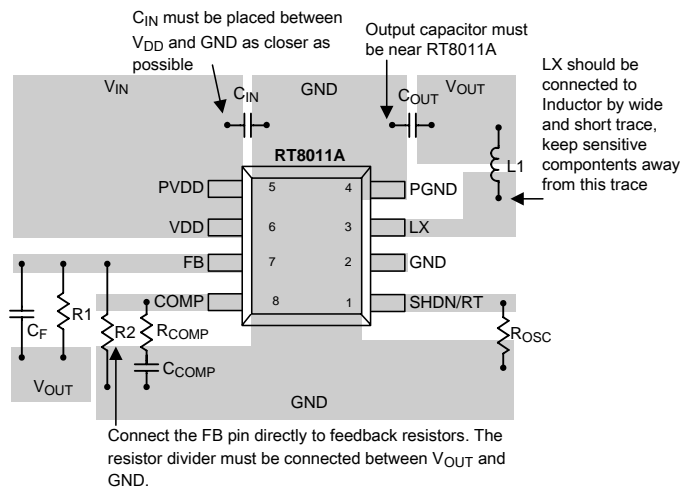 CIN must be placed between
VDD and GND as closer as
possible
Output capacitor must
be near RT8011A
LX should be
connected to
Inductor by wide
and short trace,
keep sensitive
compontents away
from this trace
VIN
CIN
GND
COUT
VOUT
L1
RT8011A
PVDD 5 4 PGND
VDD 6 3 LX
FB 7 2 GND
COMP 8 1 SHDN/RT
CF
R1
R2
RCOMP
CCOMP
ROSC
VOUT
GND
Connect the FB pin directly to feedback resistors. The
resistor divider must be connected between VOUT and
GND.